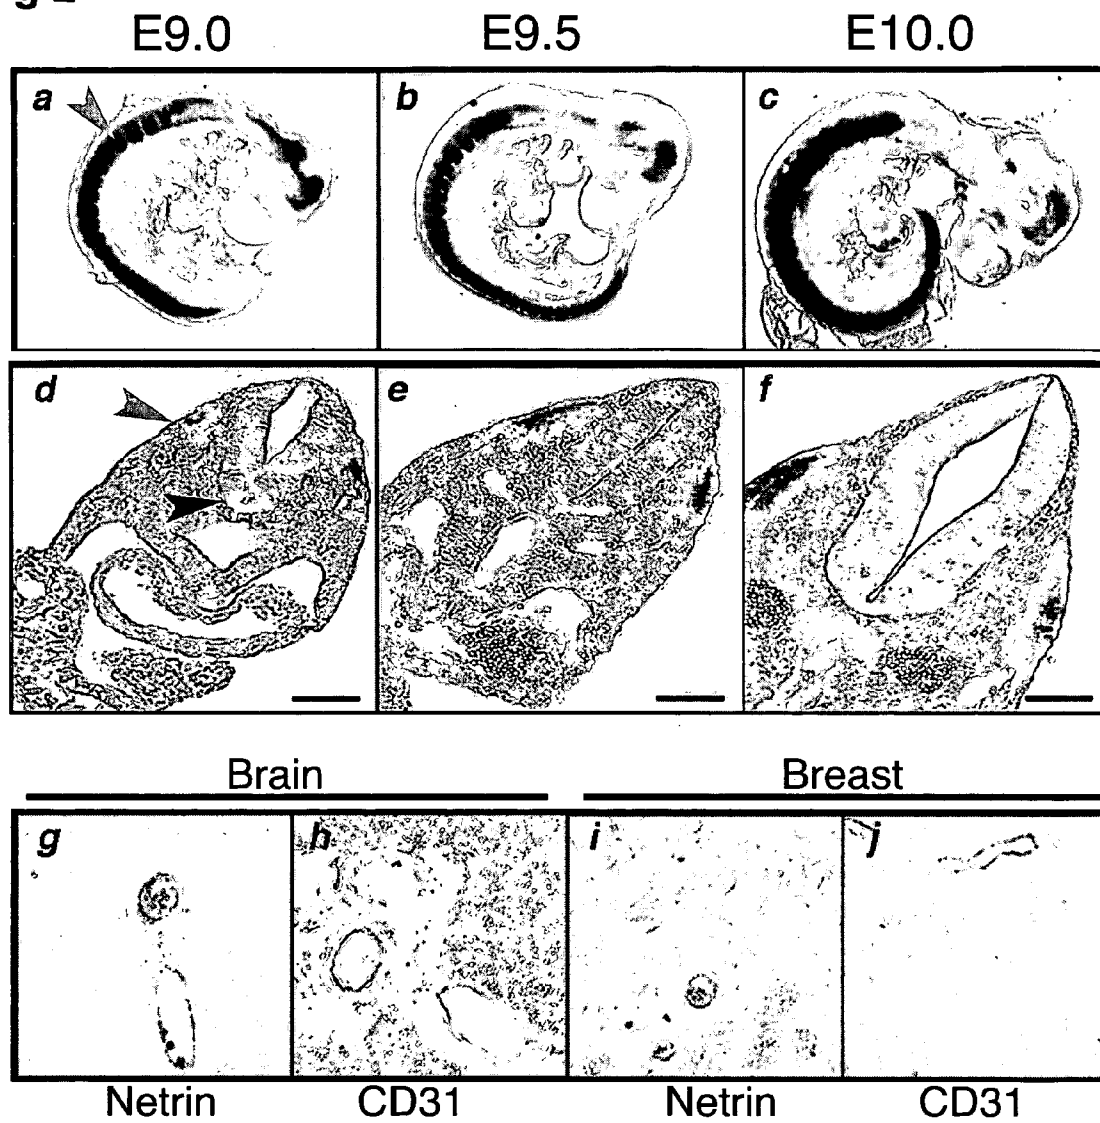 E9.0 E9.5 E10.0
a b c
d e f
Brain Breast
g h i j
Netrin CD31 Netrin CD31